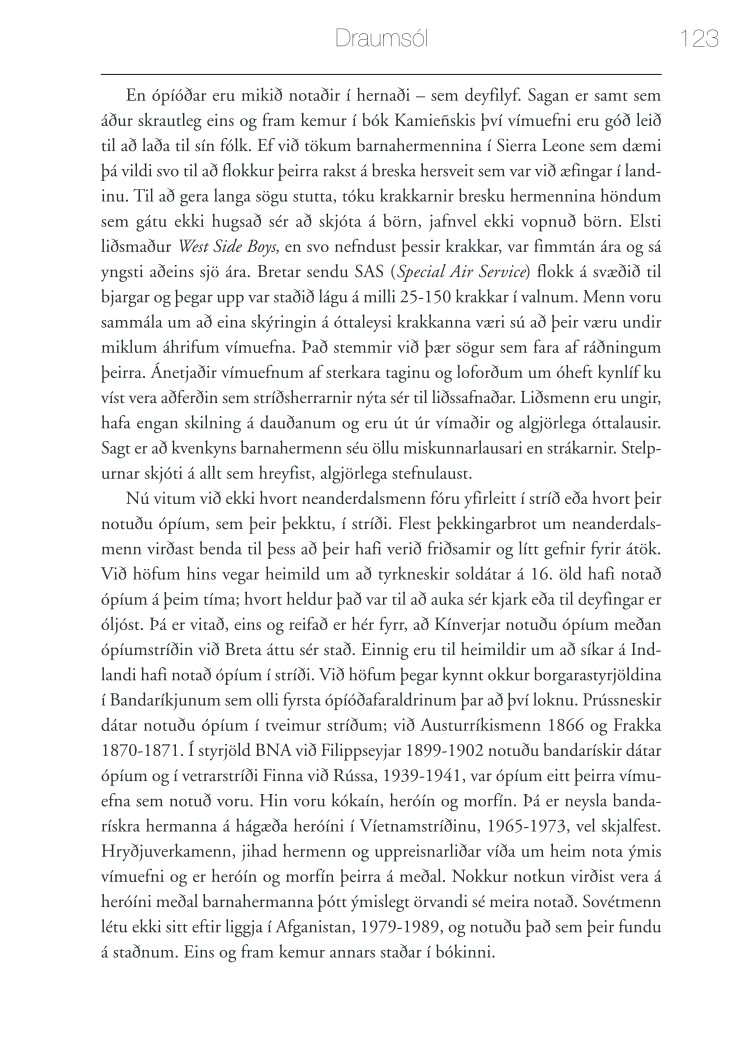 Draumsól 123
En ópíóðar eru mikið notaðir í hernaði – sem deyfilyf. Sagan er samt sem
áður skrautleg eins og fram kemur í bók Kamieñskis því vímuefni eru góð leið
til að laða til sín fólk. Ef við tökum barnahermennina í Sierra Leone sem dæmi
þá vildi svo til að flokkur þeirra rakst á breska hersveit sem var við æfingar í land-
inu. Til að gera langa sögu stutta, tóku krakkarnir bresku hermennina höndum
sem gátu ekki hugsað sér að skjóta á börn, jafnvel ekki vopnuð börn. Elsti
liðsmaður West Side Boys, en svo nefndust þessir krakkar, var fimmtán ára og sá
yngsti aðeins sjö ára. Bretar sendu SAS (Special Air Service) flokk á svæðið til
bjargar og þegar upp var staðið lágu á milli 25-150 krakkar í valnum. Menn voru
sammála um að eina skýringin á óttaleysi krakkanna væri sú að þeir væru undir
miklum áhrifum vímuefna. Það stemmir við þær sögur sem fara af ráðningum
þeirra. Ánetjaðir vímuefnum af sterkara taginu og loforðum um óheft kynlíf ku
víst vera aðferðin sem stríðsherrarnir nýta sér til liðssafnaðar. Liðsmenn eru ungir,
hafa engan skilning á dauðanum og eru út úr vímaðir og algjörlega óttalausir.
Sagt er að kvenkyns barnahermenn séu öllu miskunnarlausari en strákarnir. Stelp-
urnar skjóti á allt sem hreyfist, algjörlega stefnulaust.
Nú vitum við ekki hvort neanderdalsmenn fóru yfirleitt í stríð eða hvort þeir
notuðu ópíum, sem þeir þekktu, í stríði. Flest þekkingarbrot um neanderdals-
menn virðast benda til þess að þeir hafi verið friðsamir og lítt gefnir fyrir átök.
Við höfum hins vegar heimild um að tyrkneskir soldátar á 16. öld hafi notað
ópíum á þeim tíma; hvort heldur það var til að auka sér kjark eða til deyfingar er
óljóst. Þá er vitað, eins og reifað er hér fyrr, að Kínverjar notuðu ópíum meðan
ópíumstríðin við Breta áttu sér stað. Einnig eru til heimildir um að síkar á Ind-
landi hafi notað ópíum í stríði. Við höfum þegar kynnt okkur borgarastyrjöldina
í Bandaríkjunum sem olli fyrsta ópíóðafaraldrinum þar að því loknu. Prússneskir
dátar notuðu ópíum í tveimur stríðum; við Austurríkismenn 1866 og Frakka
1870-1871. Í styrjöld BNA við Filippseyjar 1899-1902 notuðu bandarískir dátar
ópíum og í vetrarstríði Finna við Rússa, 1939-1941, var ópíum eitt þeirra vímu-
efna sem notuð voru. Hin voru kókaín, heróín og morfín. Þá er neysla banda-
rískra hermanna á hágæða heróíni í Víetnamstríðinu, 1965-1973, vel skjalfest.
Hryðjuverkamenn, jihad hermenn og uppreisnarliðar víða um heim nota ýmis
vímuefni og er heróín og morfín þeirra á meðal. Nokkur notkun virðist vera á
heróíni meðal barnahermanna þótt ýmislegt örvandi sé meira notað. Sovétmenn
létu ekki sitt eftir liggja í Afganistan, 1979-1989, og notuðu það sem þeir fundu
á staðnum. Eins og fram kemur annars staðar í bókinni.